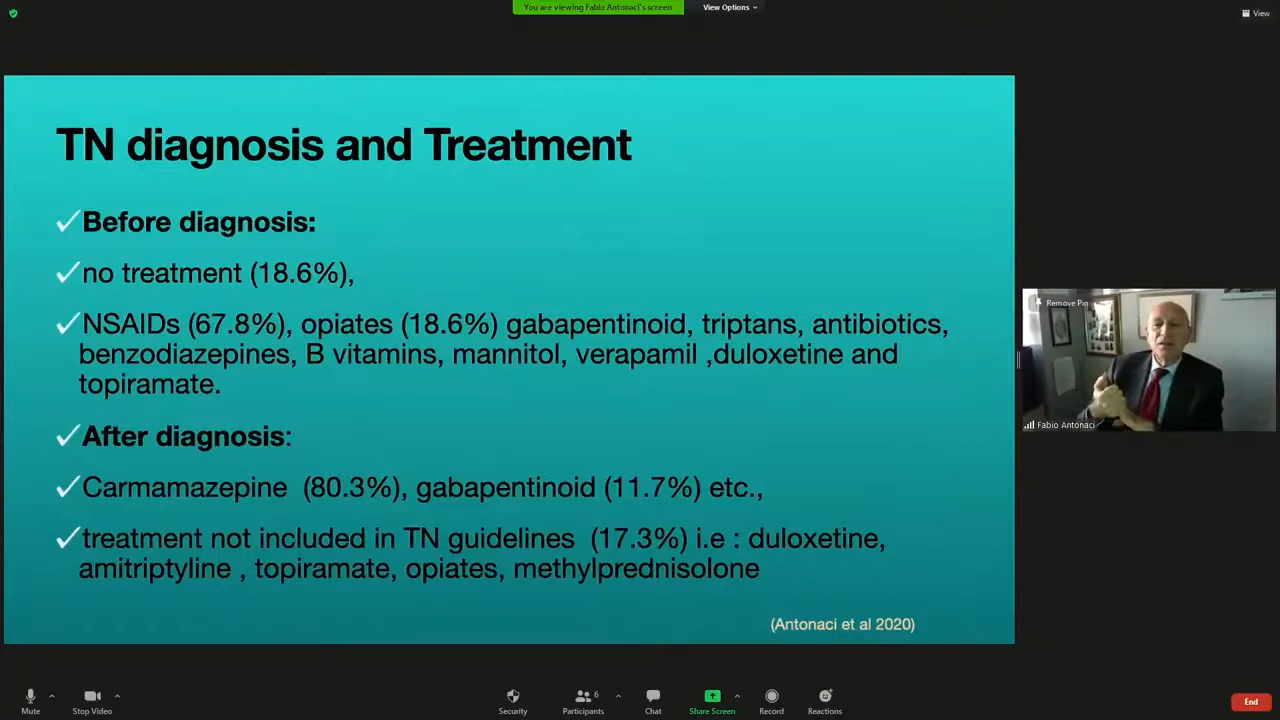 You are viewing Fabio Antonaci's screen
View Options
View
TN diagnosis and Treatment
Before diagnosis:
no treatment (18.6%),
NSAIDs (67.8%), opiates (18.6%) gabapentinoid, triptans, antibiotics,
benzodiazepines, B vitamins, mannitol, verapamil ,duloxetine and
topiramate.
After diagnosis:
Carmamazepine (80.3%), gabapentinoid (11.7%) etc.,
treatment not included in TN guidelines (17.3%) i.e : duloxetine,
amitriptyline , topiramate, opiates, methylprednisolone
(Antonaci et al 2020)
Remove Pin
Fabio Antonaci
Mute
Stop Video
Security
6
Participants
Chat
Share Screen
Record
Reactions
End